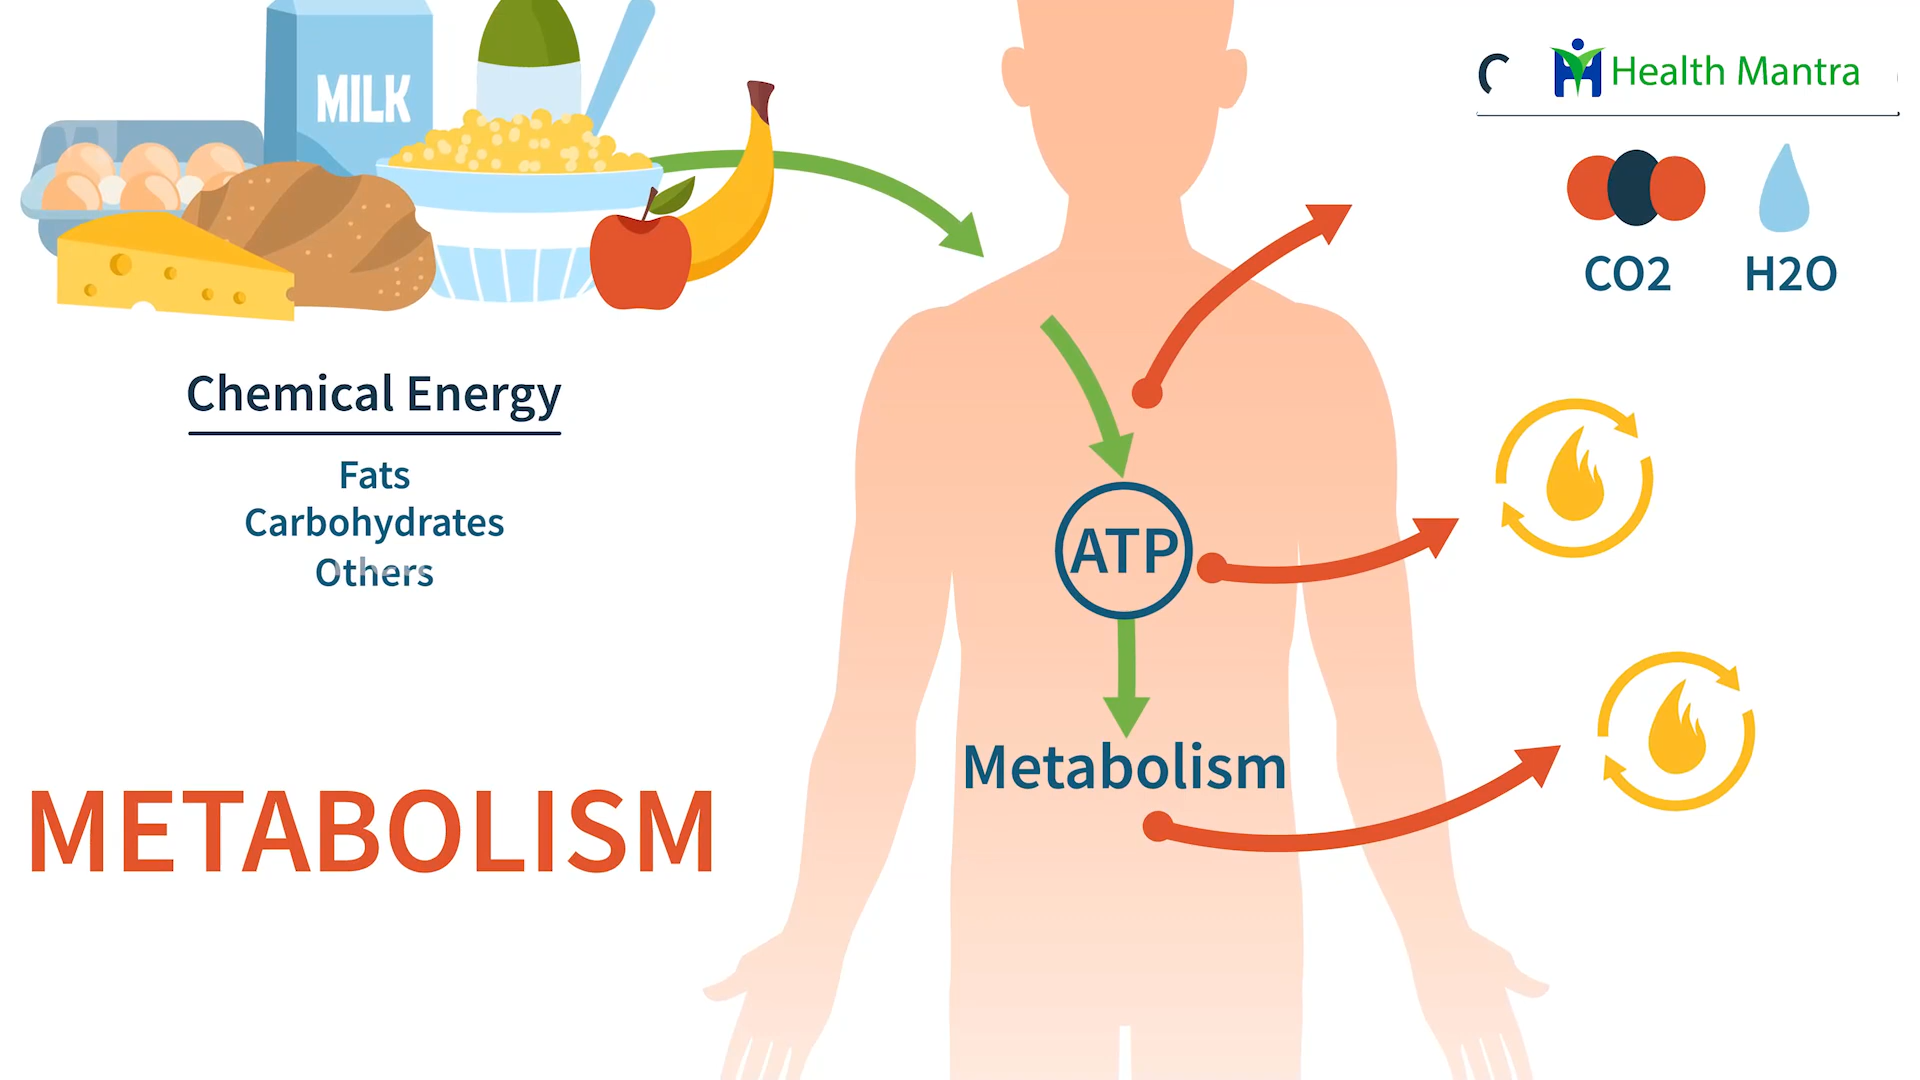 MILK
Health Mantra
CO2 H2O
Chemical Energy
Fats
Carbohydrates
Others
ATP
Metabolism
METABOLISM